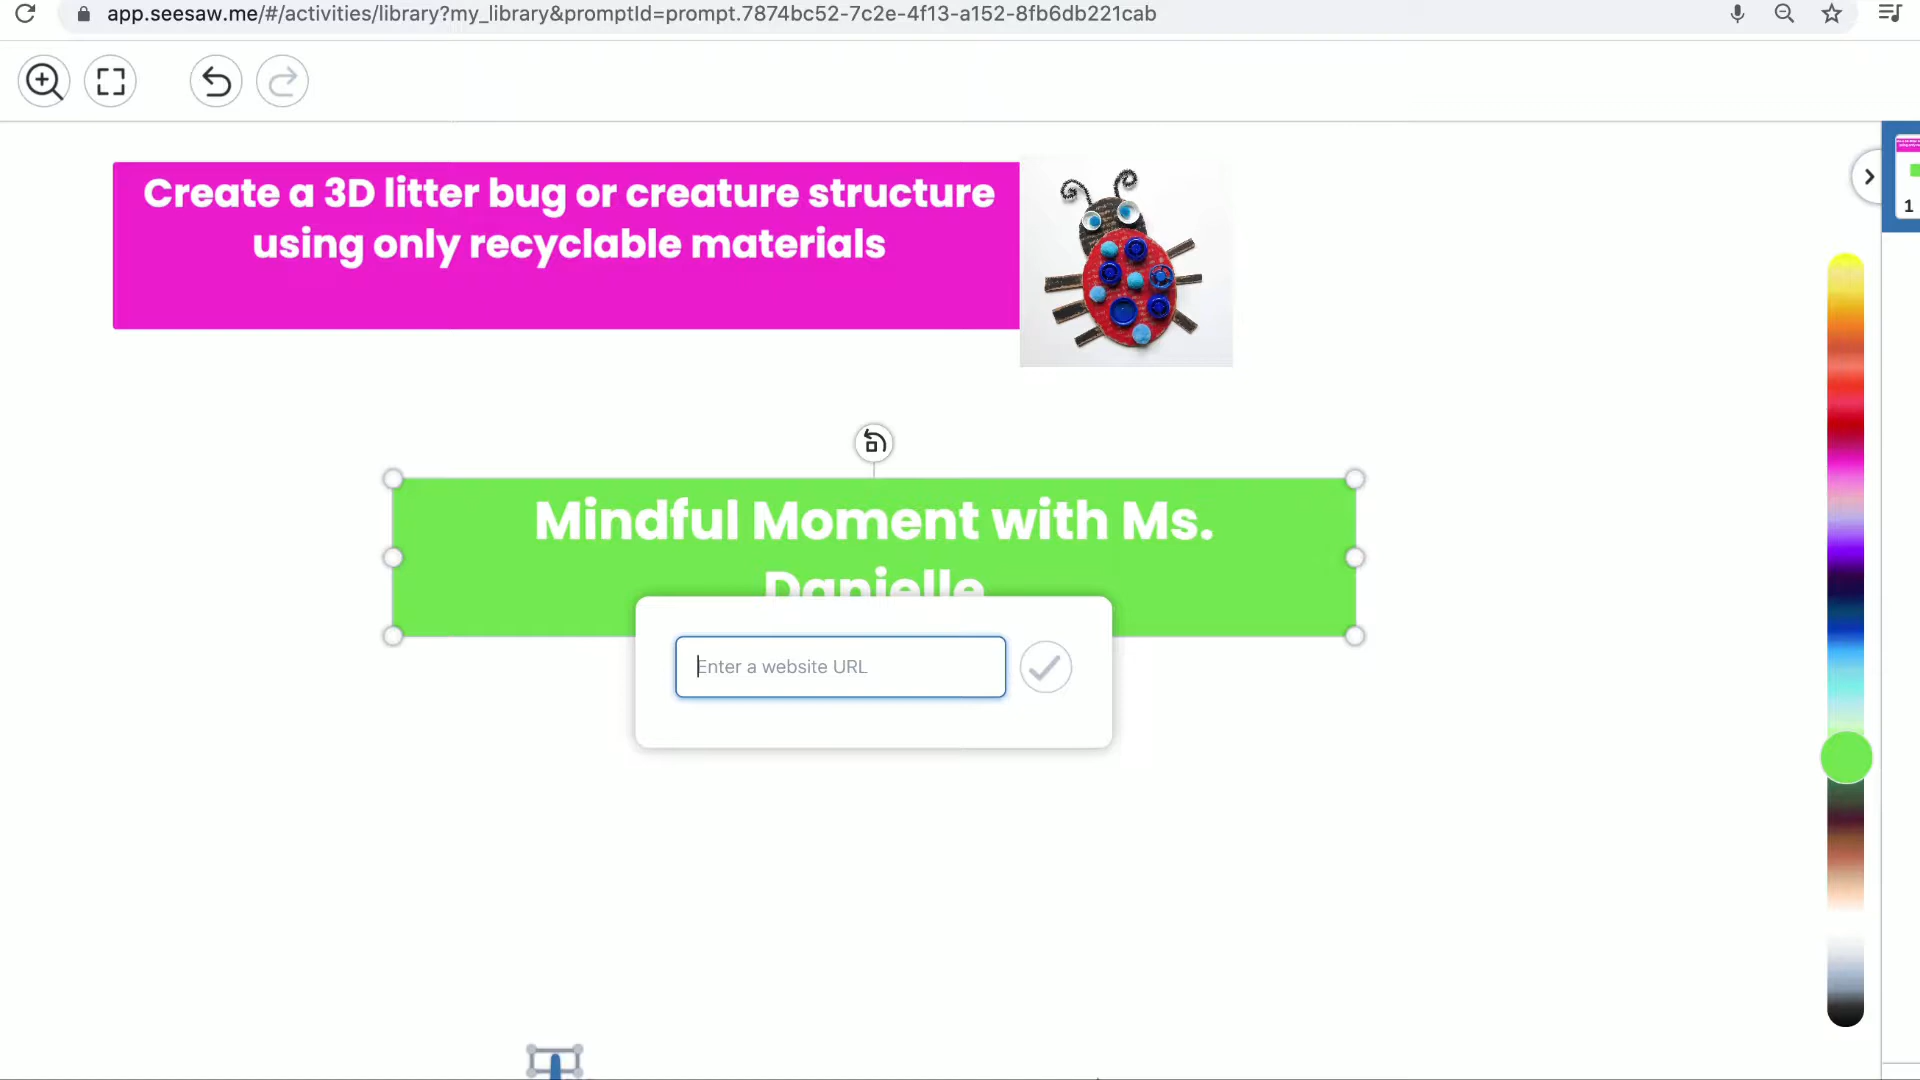 app.seesaw.me/#/activities/library?my_library&promptId=prompt.7874bc52-7c2e-4f13-a152-8fb6db221cab
Create a 3D litter bug or creature structure
using only recyclable materials
1
Mindful Moment with Ms.
Danielle
Enter a website URL